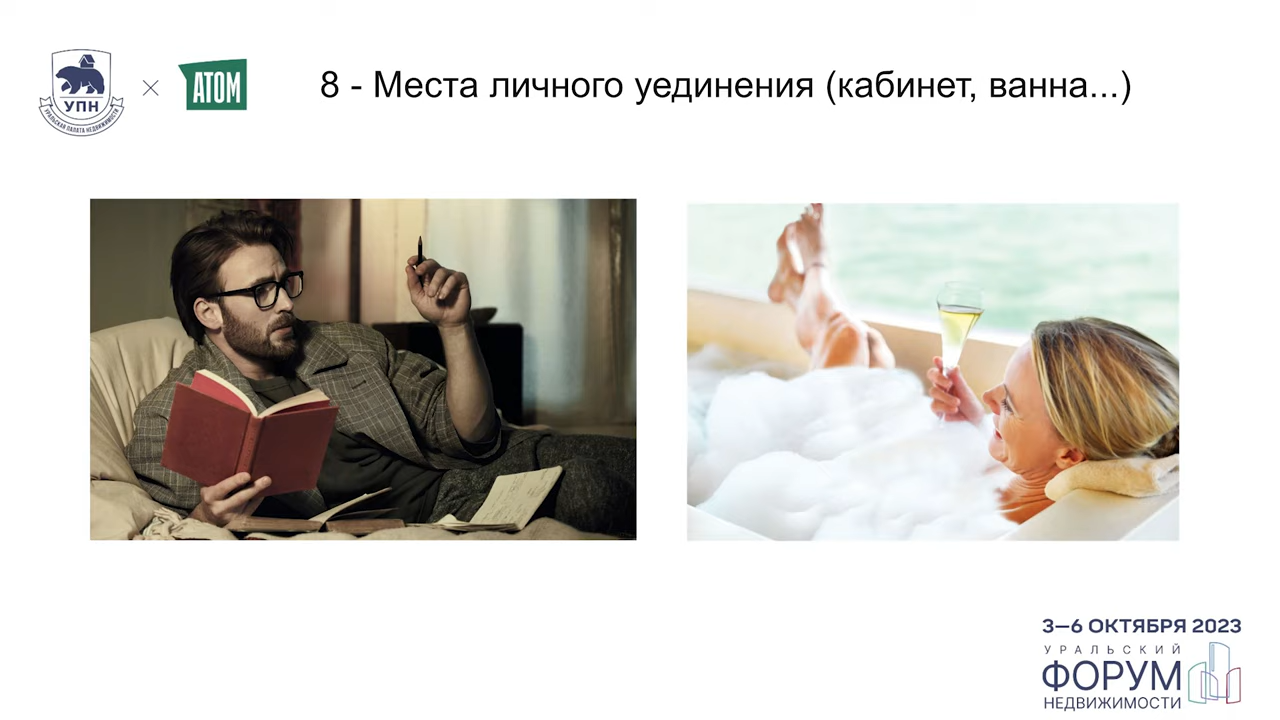 УПН
УРАЛЬСКАЯ ПАЛАТА НЕДВИЖИМОСТИ
АТОМ
8 - Места личного уединения (кабинет, ванна...)
3—6 ОКТЯБРЯ 2023
УРАЛЬСКИЙ
ФОРУМ
НЕДВИЖИМОСТИ